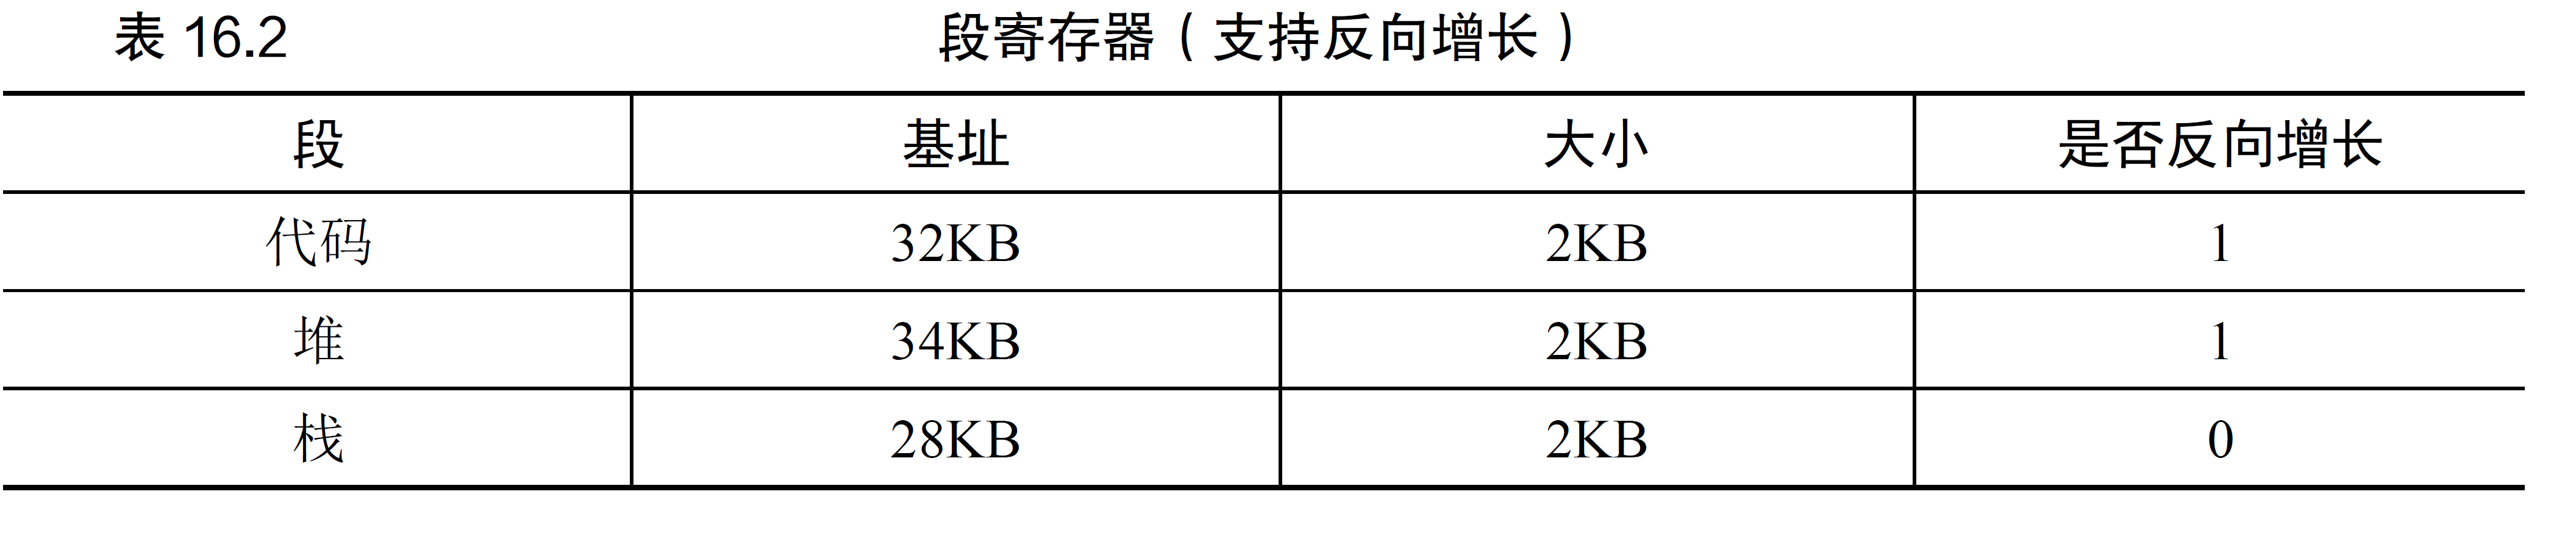 表 16.2 段寄存器（支持反向增长）
段 基址 大小 是否反向增长
代码 32KB 2KB 1
堆 34KB 2KB 1
栈 28KB 2KB 0